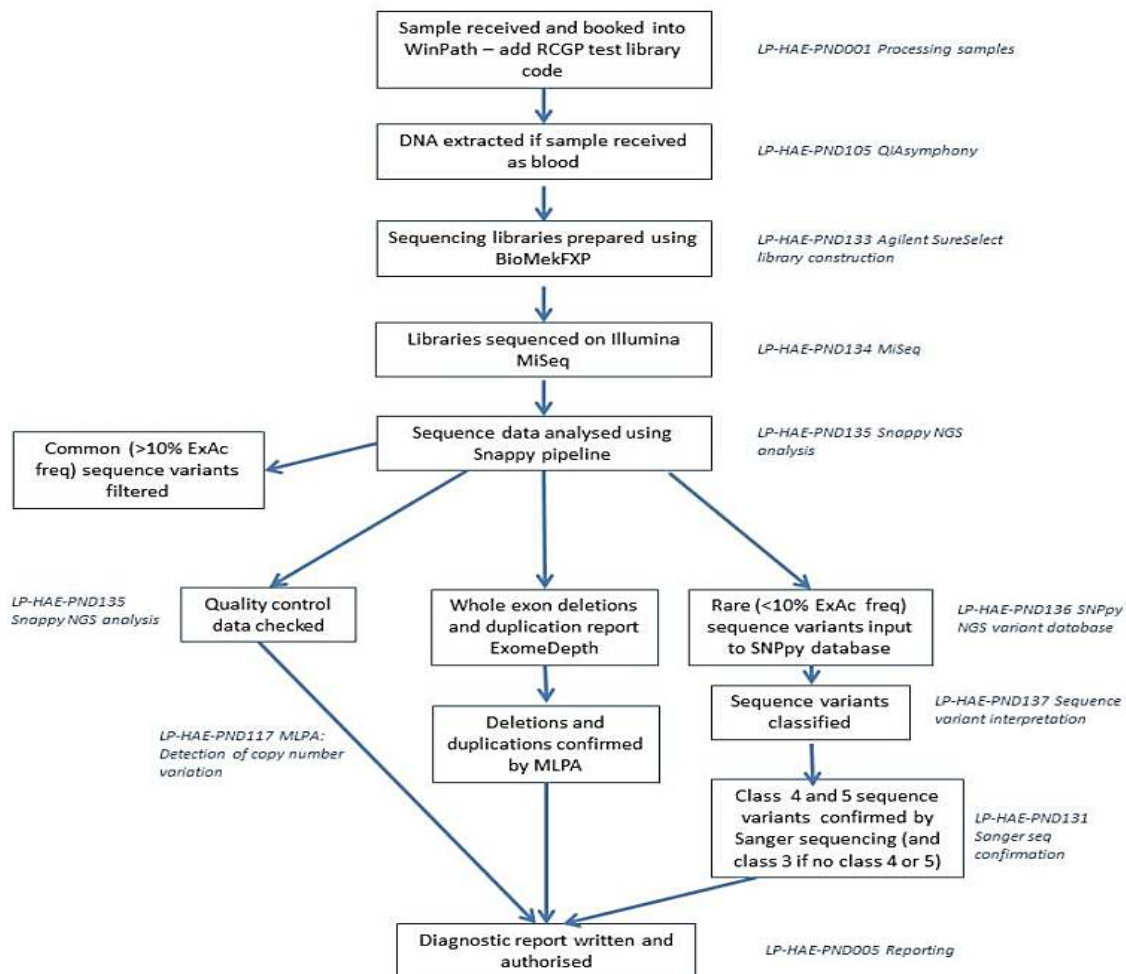 Sample received and booked into
WinPath – add RCGP test library
code
LP-HAE-PND001 Processing samples
DNA extracted if sample received
as blood
LP-HAE-PND105 QiAsymphony
Sequencing libraries prepared using
BioMekFXP
LP-HAE-PND133 Agilent SureSelect
library construction
Libraries sequenced on Illumina
MiSeq
LP-HAE-PND134 MiSeq
Common (>10% ExAc
freq) sequence variants
filtered
Sequence data analysed using
Snappy pipeline
LP-HAE-PND135 Snappy NGS
analysis
LP-HAE-PND135
Snappy NGS analysis
Quality control
data checked
Whole exon deletions
and duplication report
ExomeDepth
Rare (<10% ExAc freq)
sequence variants input
to SNPpy database
LP-HAE-PND136 SNPpy
NGS variant database
LP-HAE-PND117 MLPA:
Detection of copy number
variation
Deletions and
duplications confirmed
by MLPA
Sequence variants
classified
LP-HAE-PND137 Sequence
variant interpretation
Class 4 and 5 sequence
variants confirmed by
Sanger sequencing (and
class 3 if no class 4 or 5)
LP-HAE-PND131
Sanger seq
confirmation
Diagnostic report written and
authorised
LP-HAE-PND005 Reporting